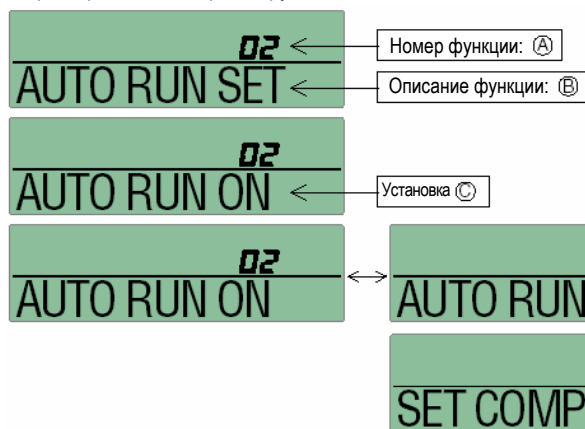 02
Номер функции: Ⓐ
AUTO RUN SET
Описание функции: Ⓑ
02
AUTO RUN ON
Установка Ⓒ
02
AUTO RUN ON
AUTO RUN
SET COMP